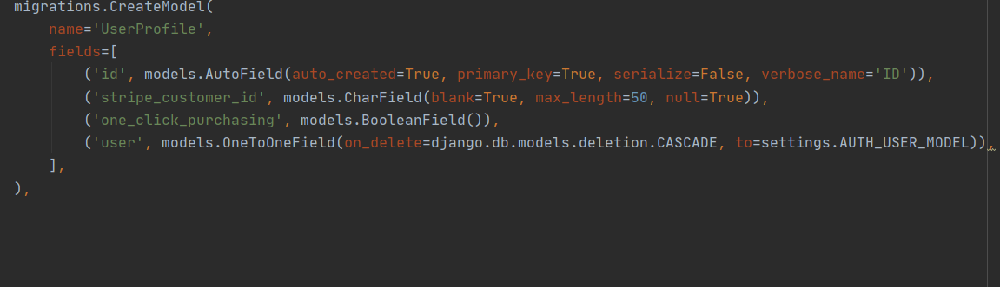 migrations.CreateModel(
    name='UserProfile',
    fields=[
        ('id', models.AutoField(auto_created=True, primary_key=True, serialize=False, verbose_name='ID')),
        ('stripe_customer_id', models.CharField(blank=True, max_length=50, null=True)),
        ('one_click_purchasing', models.BooleanField()),
        ('user', models.OneToOneField(on_delete=django.db.models.deletion.CASCADE, to=settings.AUTH_USER_MODEL)),
    ],
),